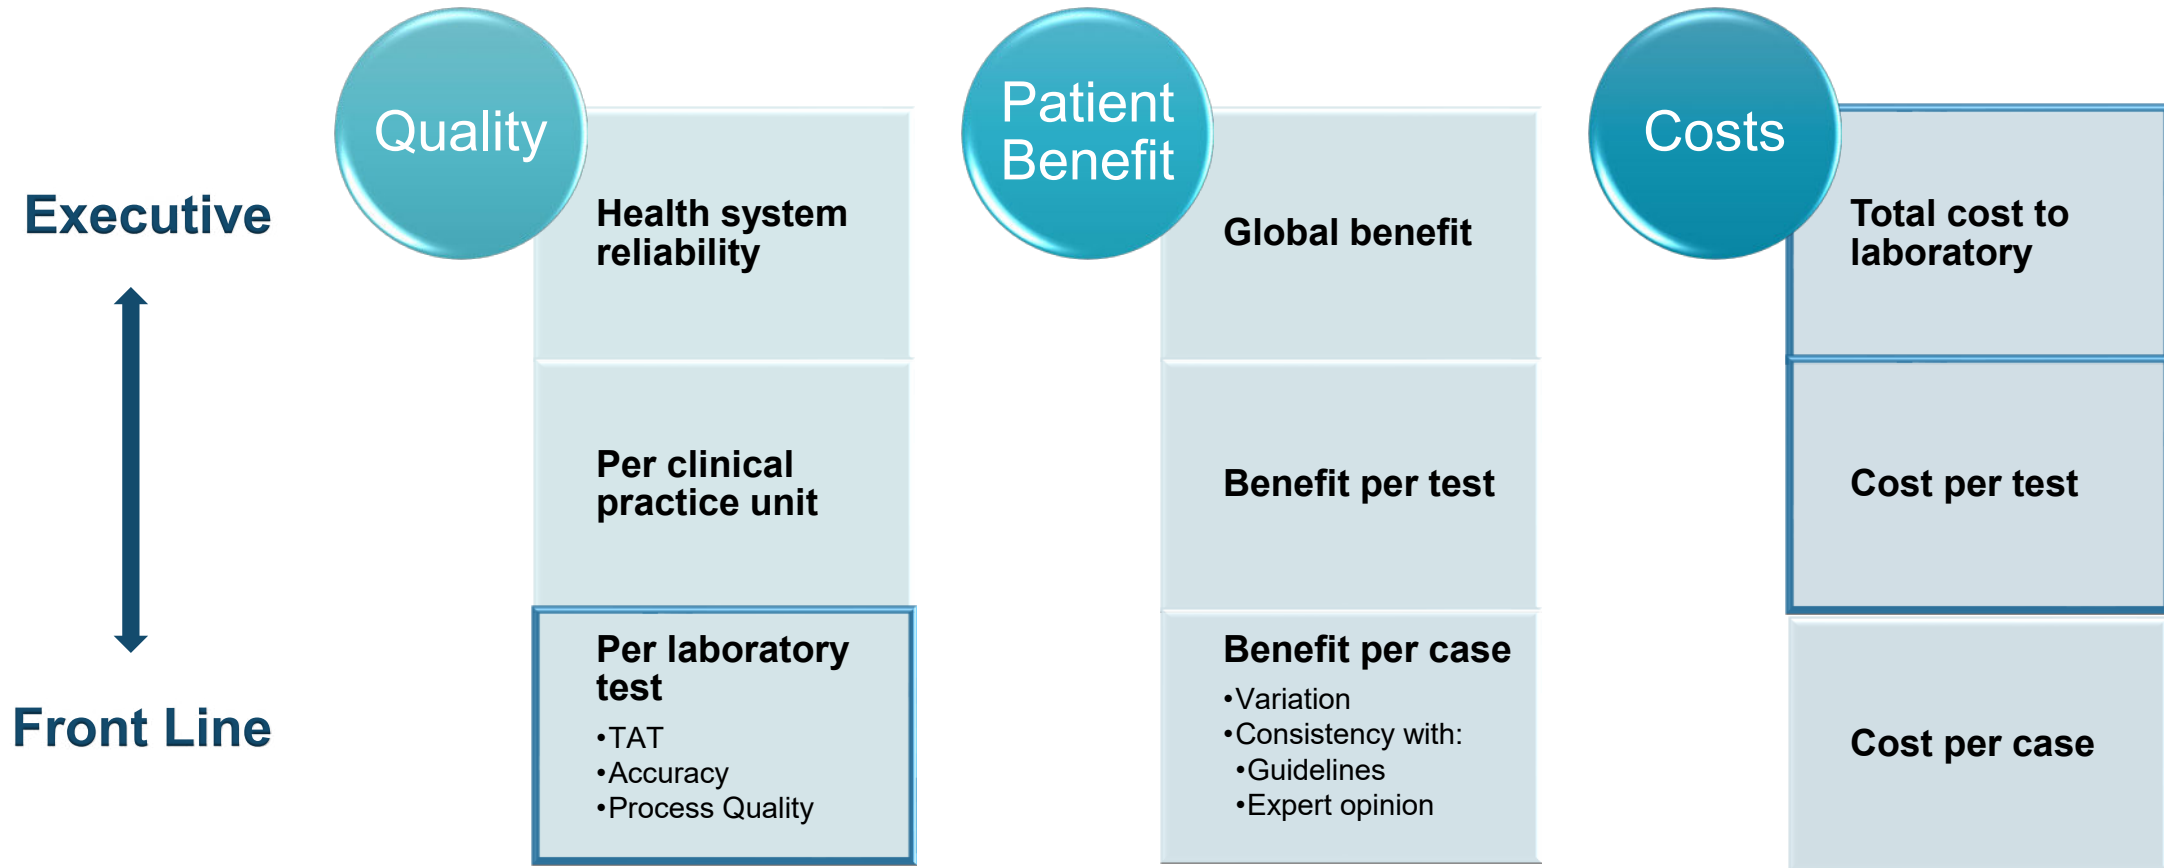 Executive
Front Line
Quality
Health system
reliability
Per clinical
practice unit
Per laboratory
test
•TAT
•Accuracy
•Process Quality
Patient
Benefit
Global benefit
Benefit per test
Benefit per case
•Variation
•Consistency with:
•Guidelines
•Expert opinion
Costs
Total cost to
laboratory
Cost per test
Cost per case